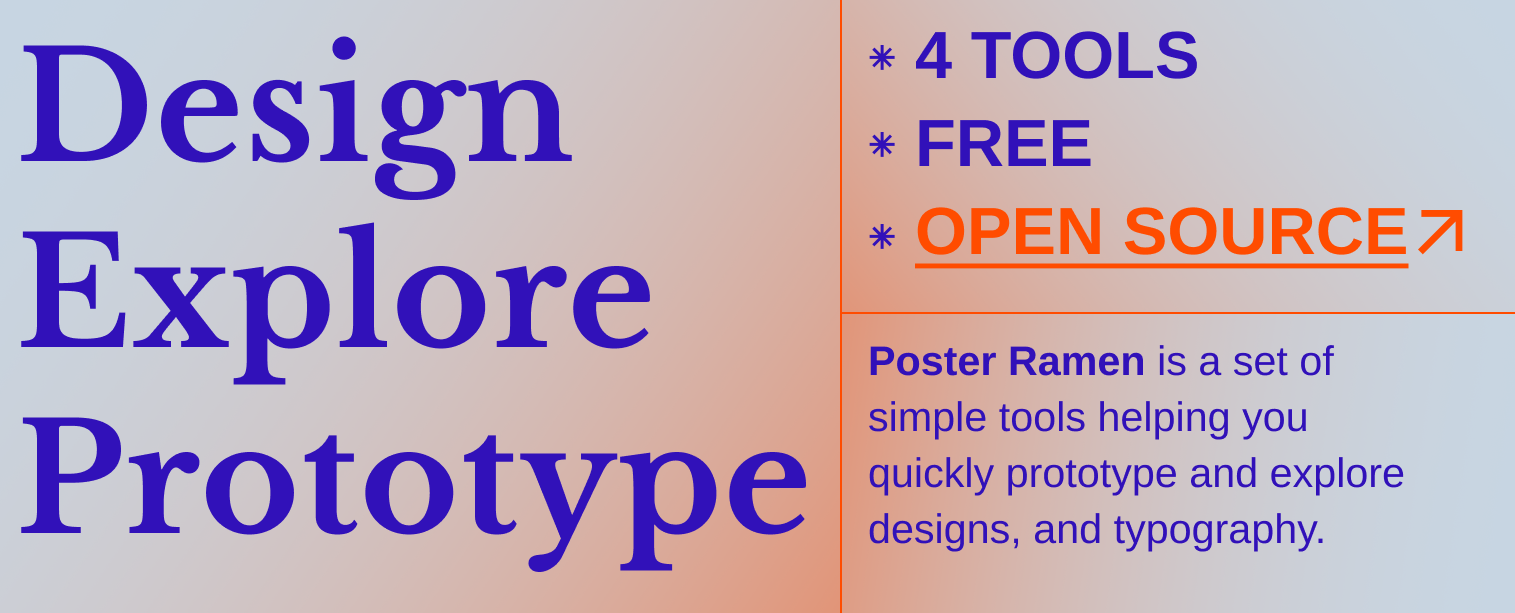 Design
Explore
Prototype
4 TOOLS
FREE
OPEN SOURCE
Poster Ramen is a set of
simple tools helping you
quickly prototype and explore
designs, and typography.